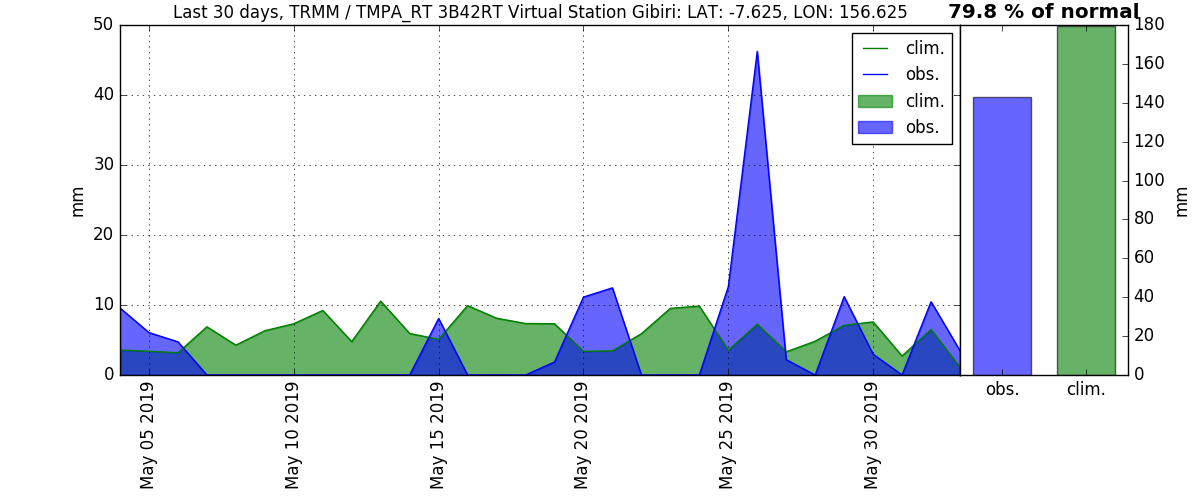 Last 30 days, TRMM / TMPA_RT 3B42RT Virtual Station Gibiri: LAT: -7.625, LON: 156.625
79.8 % of normal
50
40
30
20
10
0
mm
clim.
obs.
clim.
obs.
May 05 2019
May 10 2019
May 15 2019
May 20 2019
May 25 2019
May 30 2019
180
160
140
120
100
80
60
40
20
0
mm
obs.
clim.